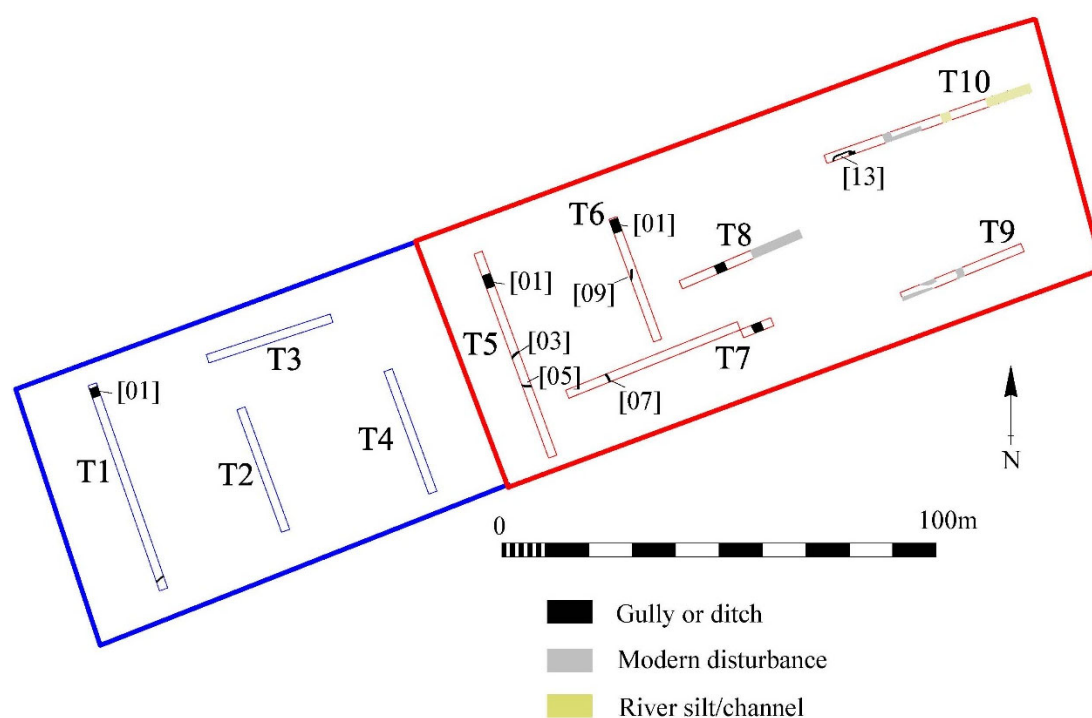 T10
[13]
T6
[01]
T8
T9
[01]
[09]
T5
[03]
T7
[05]
[07]
T3
[01]
T4
T1
T2
N
0
100m
Gully or ditch
Modern disturbance
River silt/channel